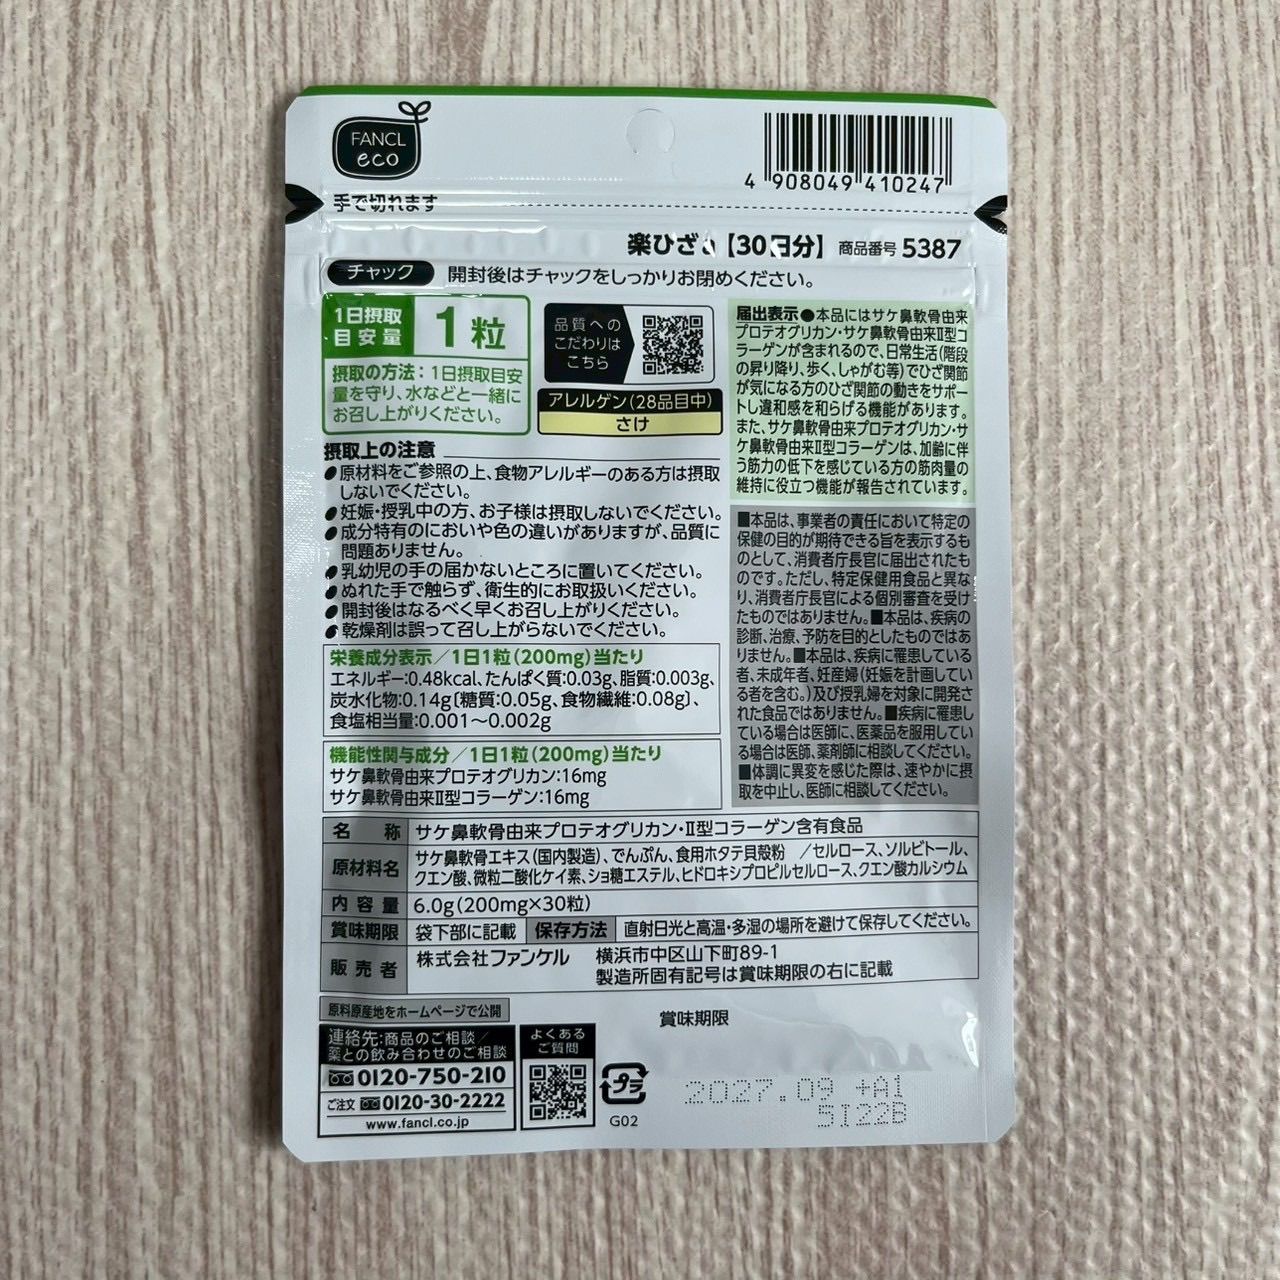 FANCL
eco
4 908049 410247
手で切れます
楽ひざa【30日分】 商品番号 5387
チャック 開封後はチャックをしっかりお閉めください。
1日摂取
目安量
1粒
摂取の方法：1日摂取目安
量を守り、水などと一緒に
お召し上がりください。
品質への
こだわりは
こちら
アレルゲン(28品目中)
さけ
摂取上の注意
●原材料をご参照の上、食物アレルギーのある方は摂取
しないでください。
●妊娠・授乳中の方、お子様は摂取しないでください。
●成分特有のにおいや色の違いがありますが、品質に
問題ありません。
●乳幼児の手の届かないところに置いてください。
●ぬれた手で触らず、衛生的にお取扱いください。
●開封後はなるべく早くお召し上がりください。
●乾燥剤は誤って召し上がらないでください。
栄養成分表示／1日1粒(200mg)当たり
エネルギー:0.48kcal、たんぱく質:0.03g、脂質:0.003g、
炭水化物:0.14g〔糖質:0.05g、食物繊維:0.08g〕、
食塩相当量:0.001〜0.002g
機能性関与成分／1日1粒(200mg)当たり
サケ鼻軟骨由来プロテオグリカン:16mg
サケ鼻軟骨由来Ⅱ型コラーゲン:16mg
届出表示●本品にはサケ鼻軟骨由来
プロテオグリカン・サケ鼻軟骨由来Ⅱ型コ
ラーゲンが含まれるので、日常生活(階段
の昇り降り、歩く、しゃがむ等)でひざ関節
が気になる方のひざ関節の動きをサポー
トし違和感を和らげる機能があります。
また、サケ鼻軟骨由来プロテオグリカン・サ
ケ鼻軟骨由来Ⅱ型コラーゲンは、加齢に伴
う筋力の低下を感じている方の筋肉量の
維持に役立つ機能が報告されています。
■本品は、事業者の責任において特定の
保健の目的が期待できる旨を表示するも
のとして、消費者庁長官に届出されたも
のです。ただし、特定保健用食品と異な
り、消費者庁長官による個別審査を受け
たものではありません。■本品は、疾病の
診断、治療、予防を目的としたものではあ
りません。■本品は、疾病に罹患している
者、未成年者、妊産婦(妊娠を計画してい
る者を含む。)及び授乳婦を対象に開発さ
れた食品ではありません。■疾病に罹患し
ている場合は医師に、医薬品を服用してい
る場合は医師、薬剤師に相談してください。
■体調に異変を感じた際は、速やかに摂
取を中止し、医師に相談してください。
名 称 サケ鼻軟骨由来プロテオグリカン・Ⅱ型コラーゲン含有食品
原材料名 サケ鼻軟骨エキス(国内製造)、でんぷん、食用ホタテ貝殻粉 ／セルロース、ソルビトール、
クエン酸、微粒二酸化ケイ素、ショ糖エステル、ヒドロキシプロピルセルロース、クエン酸カルシウム
内容量 6.0g(200mg×30粒)
賞味期限 袋下部に記載 保存方法 直射日光と高温・多湿の場所を避けて保存してください。
販売者 株式会社ファンケル 横浜市中区山下町89-1
製造所固有記号は賞味期限の右に記載
原料原産地をホームページで公開
連絡先:商品のご相談／
薬との飲み合わせのご相談
0120-750-210
ご注文 0120-30-2222
www.fancl.co.jp
よくある
ご質問
プラ
G02
賞味期限
2027.09 +A1
5I22B